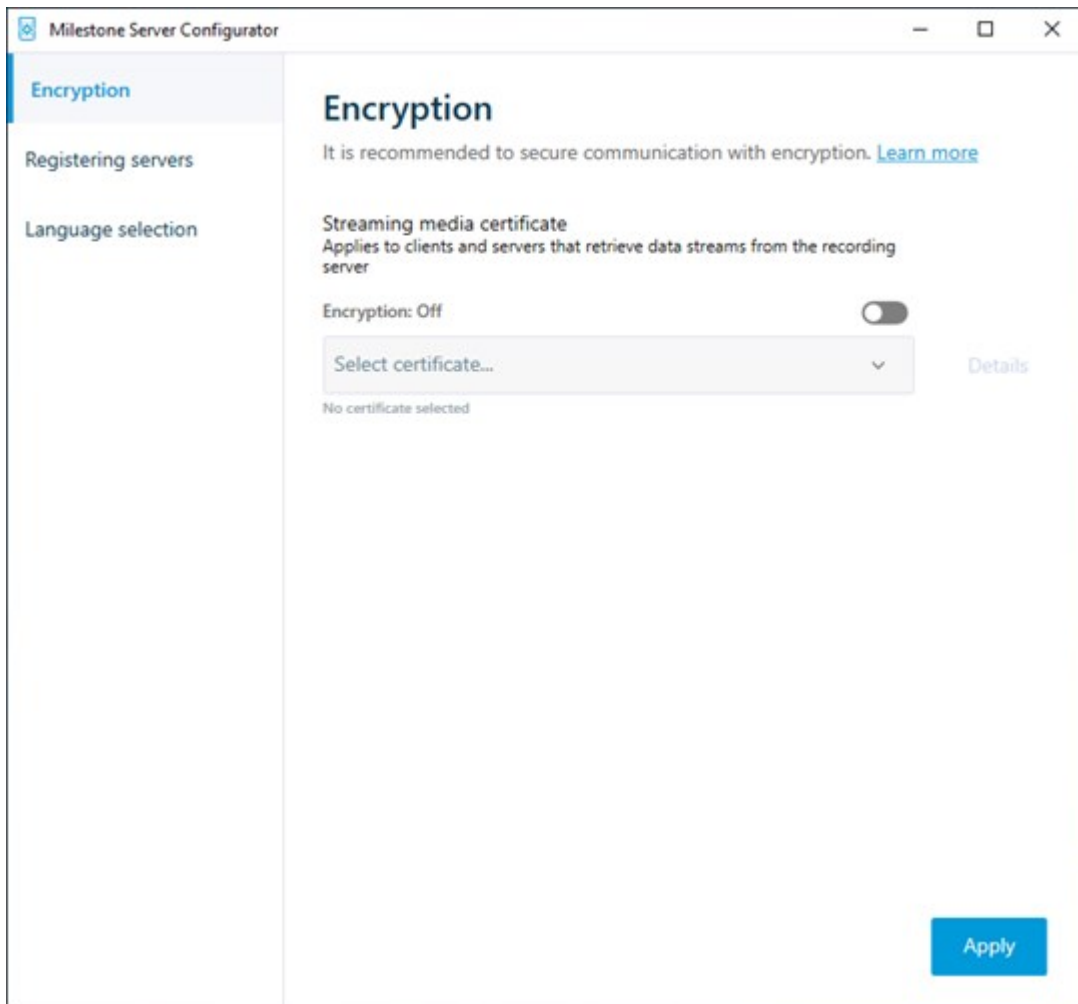 Milestone Server Configurator
Encryption
Registering servers
Language selection
Encryption
It is recommended to secure communication with encryption. Learn more
Streaming media certificate
Applies to clients and servers that retrieve data streams from the recording
server
Encryption: Off
Select certificate...
Details
No certificate selected
Apply